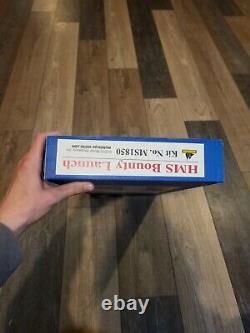 HMS Bounty Launch
Kit No. MS1850
modelexpo-online.com